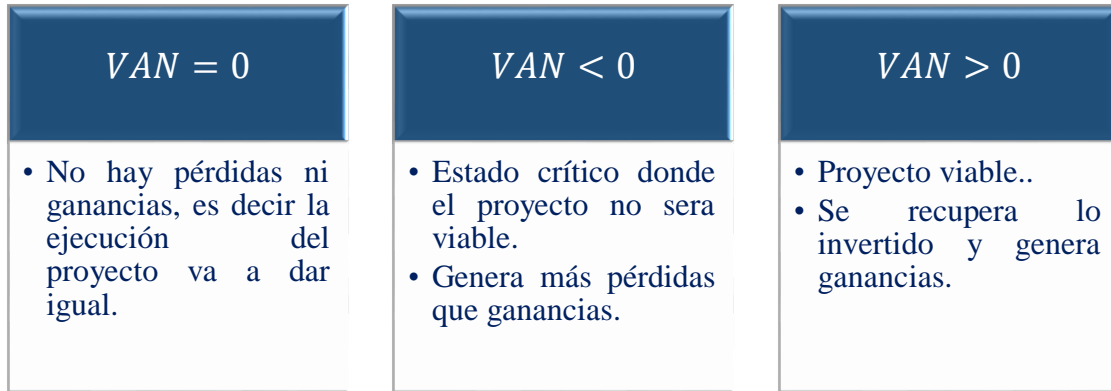 VAN = 0
• No hay pérdidas ni
ganancias, es decir la
ejecución del
proyecto va a dar
igual.
VAN < 0
• Estado crítico donde
el proyecto no sera
viable.
• Genera más pérdidas
que ganancias.
VAN > 0
• Proyecto viable..
• Se recupera lo
invertido y genera
ganancias.